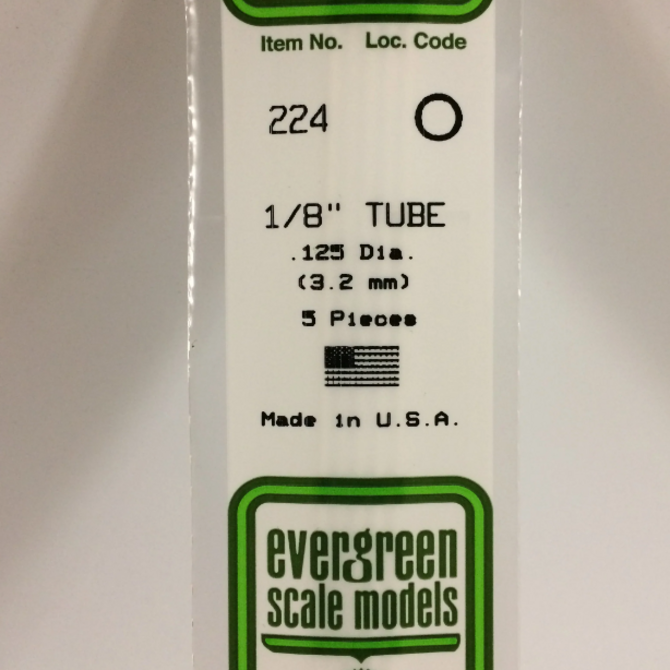 Item No. Loc. Code
224
1/8" TUBE
.125 Dia.
(3.2 mm)
5 Pieces
Made in U.S.A.
evergreen
scale models